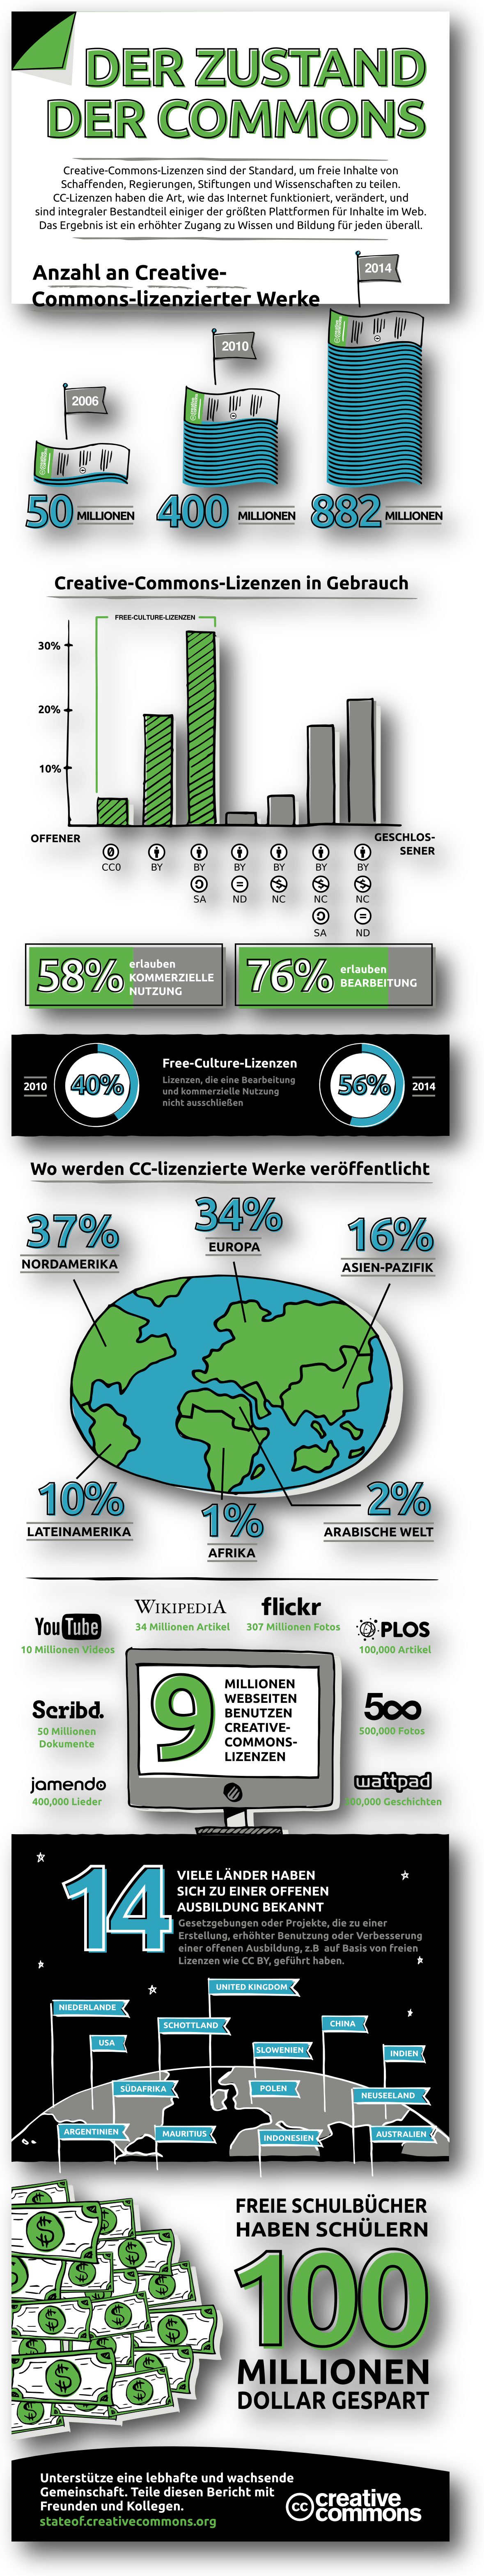 DER ZUSTAND
DER COMMONS
Creative-Commons-Lizenzen sind der Standard, um freie Inhalte von
Schaffenden, Regierungen, Stiftungen und Wissenschaften zu teilen.
CC-Lizenzen haben die Art, wie das Internet funktioniert, verändert, und
sind integraler Bestandteil einiger der größten Plattformen für Inhalte im Web.
Das Ergebnis ist ein erhöhter Zugang zu Wissen und Bildung für jeden überall.
Anzahl an Creative-
Commons-lizenzierter Werke
2014
2010
2006
50 MILLIONEN
400 MILLIONEN
882 MILLIONEN
Creative-Commons-Lizenzen in Gebrauch
FREE-CULTURE-LIZENZEN
30%
20%
10%
OFFENER
GESCHLOS-
SENER
CC0 BY BY BY BY BY BY
SA ND NC NC NC
SA ND
58% erlauben
KOMMERZIELLE
NUTZUNG
76% erlauben
BEARBEITUNG
2010 40%
Free-Culture-Lizenzen
Lizenzen, die eine Bearbeitung
und kommerzielle Nutzung
nicht ausschließen
56% 2014
Wo werden CC-lizenzierte Werke veröffentlicht
37%
NORDAMERIKA
34%
EUROPA
16%
ASIEN-PAZIFIK
10%
LATEINAMERIKA
1%
AFRIKA
2%
ARABISCHE WELT
YouTube
10 Millionen Videos
WIKIPEDIA
34 Millionen Artikel
flickr
307 Millionen Fotos
PLOS
100,000 Artikel
Scribd.
50 Millionen
Dokumente
9 MILLIONEN
WEBSEITEN
BENUTZEN
CREATIVE-
COMMONS-
LIZENZEN
500
500,000 Fotos
jamendo
400,000 Lieder
wattpad
Geschichten
14
VIELE LÄNDER HABEN
SICH ZU EINER OFFENEN
AUSBILDUNG BEKANNT
Gesetzgebungen oder Projekte, die zu einer
Erstellung, erhöhter Benutzung oder Verbesserung
einer offenen Ausbildung, z.B auf Basis von freien
Lizenzen wie CC BY, geführt haben.
UNITED KINGDOM
NIEDERLANDE
SCHOTTLAND
CHINA
USA
SLOWENIEN
INDIEN
SÜDAFRIKA
POLEN
NEUSEELAND
ARGENTINIEN
MAURITIUS
INDONESIEN
AUSTRALIEN
FREIE SCHULBÜCHER
HABEN SCHÜLERN
100
MILLIONEN
DOLLAR GESPART
Unterstütze eine lebhafte und wachsende
Gemeinschaft. Teile diesen Bericht mit
Freunden und Kollegen.
stateof.creativecommons.org
cc creative
commons